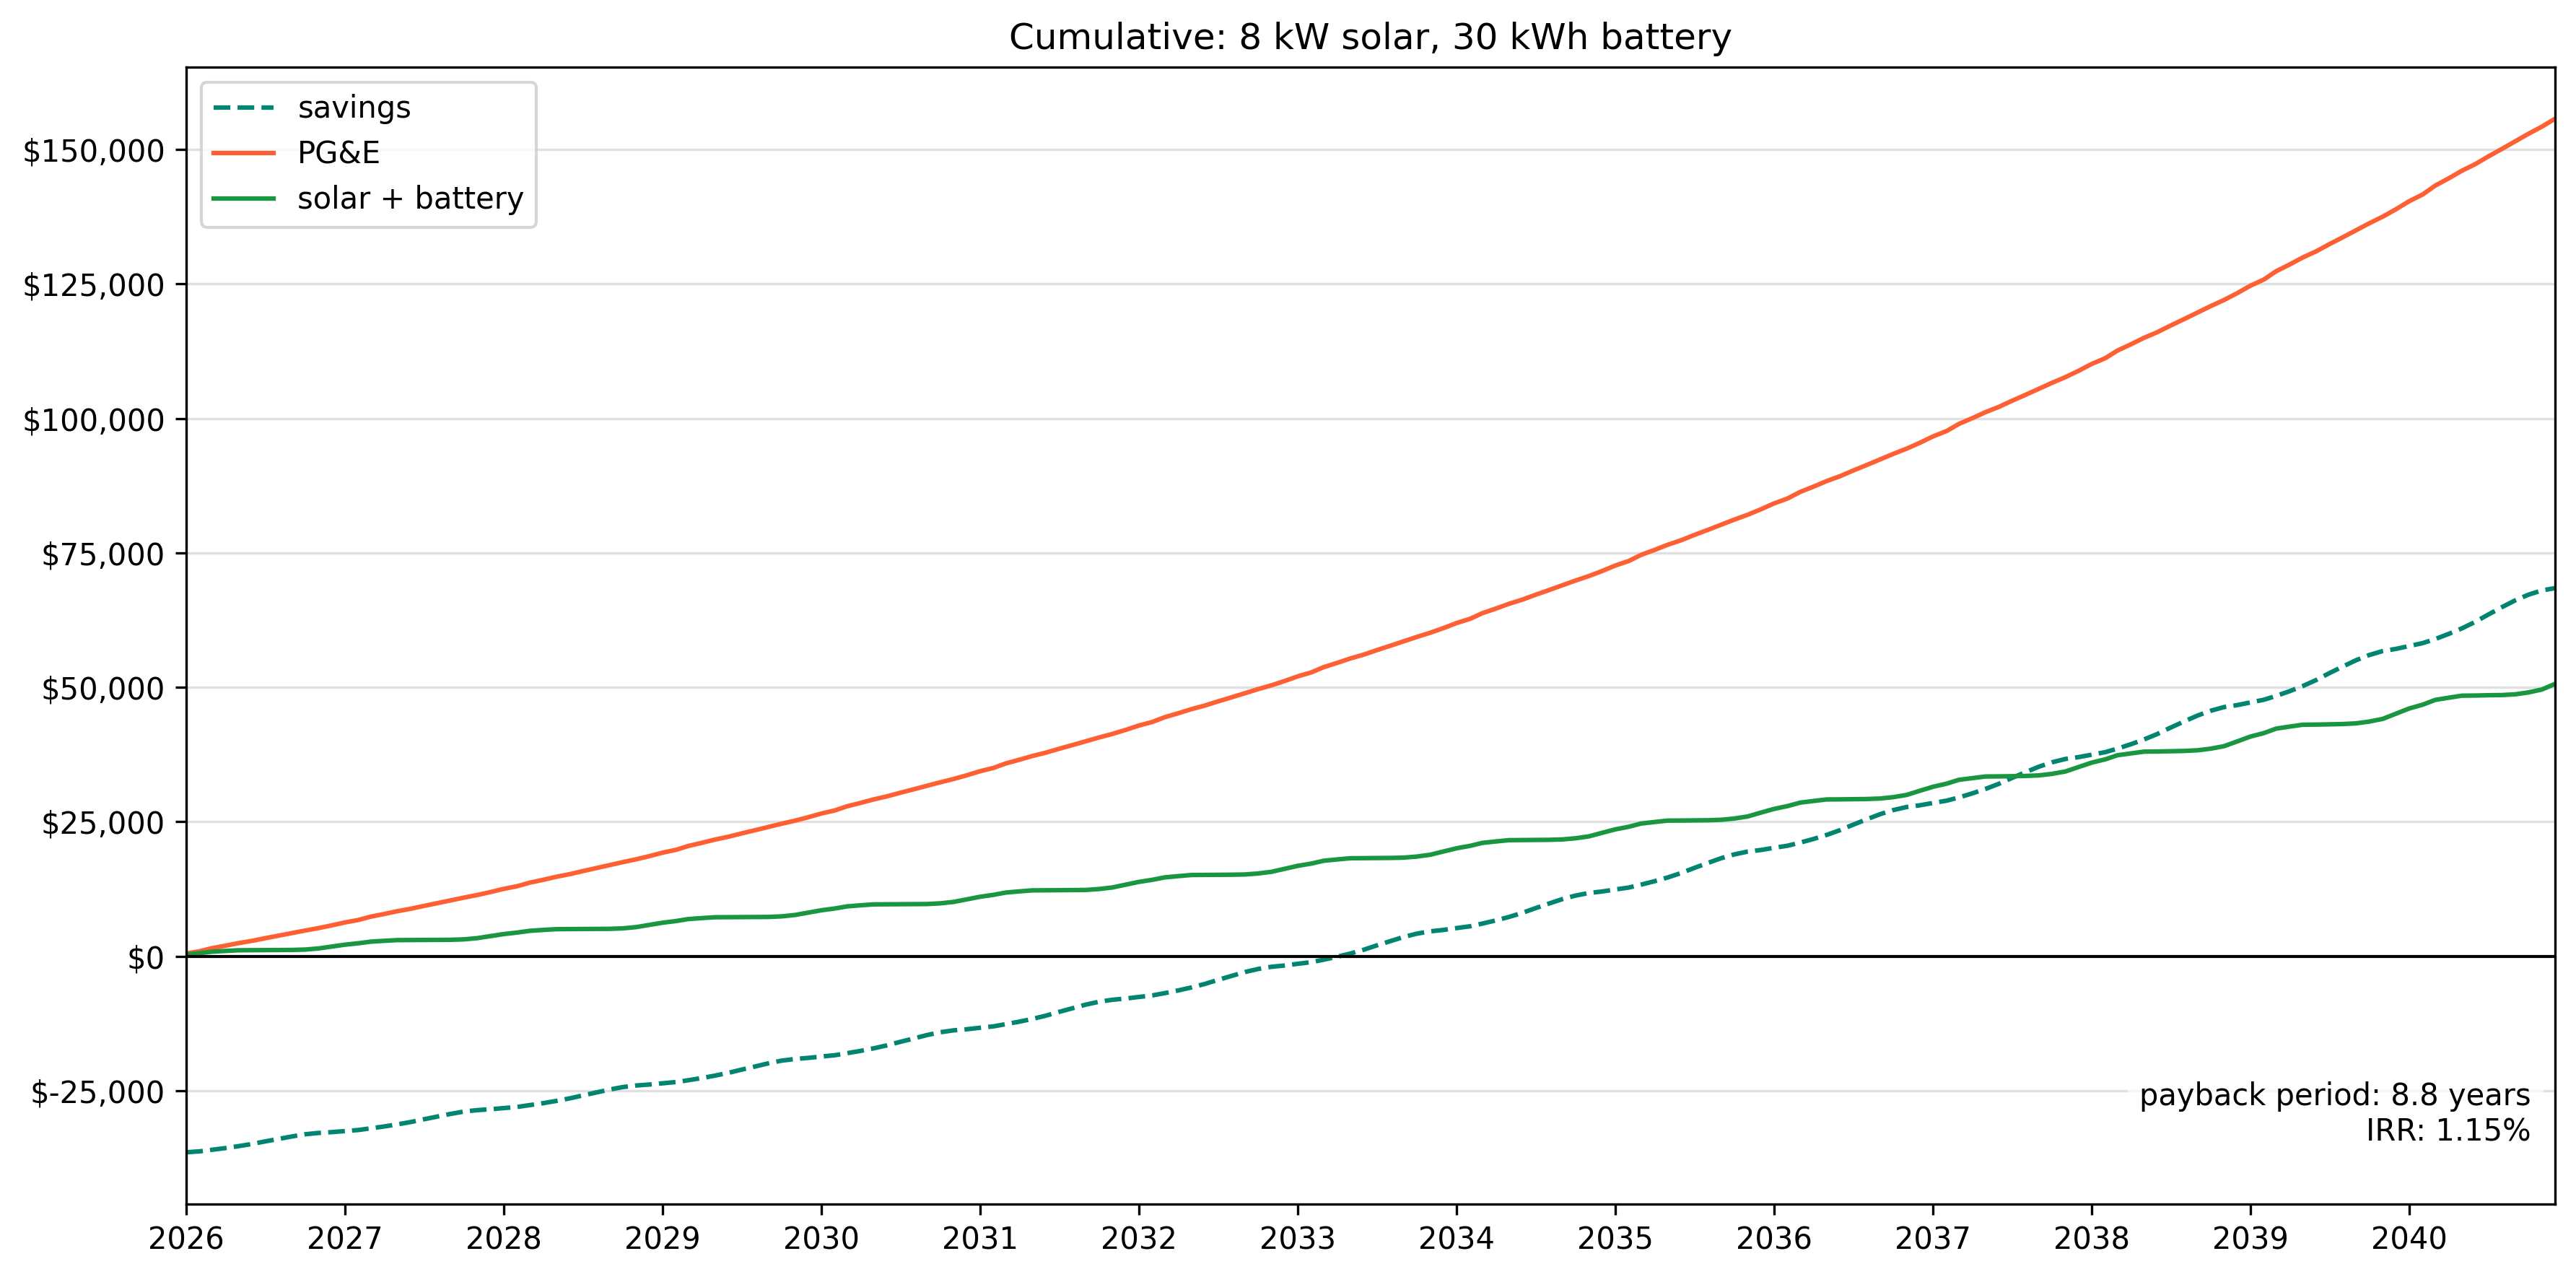 Cumulative: 8 kW solar, 30 kWh battery
savings
PG&E
solar + battery
$150,000
$125,000
$100,000
$75,000
$50,000
$25,000
$0
$-25,000
payback period: 8.8 years
IRR: 1.15%
2026 2027 2028 2029 2030 2031 2032 2033 2034 2035 2036 2037 2038 2039 2040